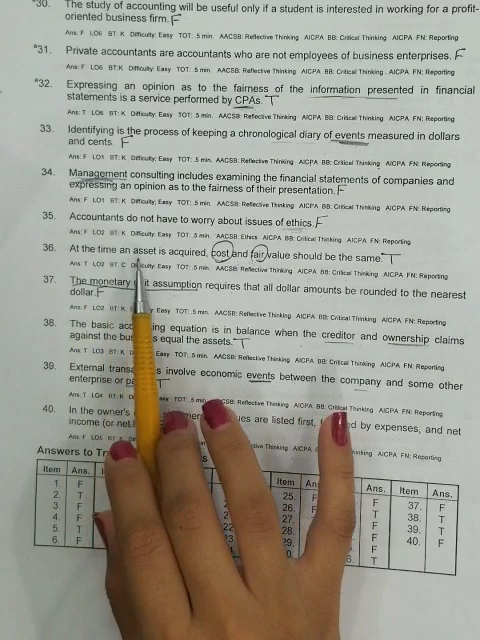 *30. The study of accounting will be useful only if a student is interested in working for a profit-
oriented business firm. F
Ans: F LO6 BT: K Difficulty: Easy TOT: .5 min. AACSB: Reflective Thinking AICPA BB: Critical Thinking AICPA FN: Reporting
*31. Private accountants are accountants who are not employees of business enterprises. F
Ans: F LO6 BT: K Difficulty: Easy TOT: .5 min. AACSB: Reflective Thinking AICPA BB: Critical Thinking AICPA FN: Reporting
*32. Expressing an opinion as to the fairness of the information presented in financial
statements is a service performed by CPAs. T
Ans: T LO6 BT: K Difficulty: Easy TOT: .5 min. AACSB: Reflective Thinking AICPA BB: Critical Thinking AICPA FN: Reporting
33. Identifying is the process of keeping a chronological diary of events measured in dollars
and cents. F
Ans: F LO1 BT: K Difficulty: Easy TOT: .5 min. AACSB: Reflective Thinking AICPA BB: Critical Thinking AICPA FN: Reporting
34. Management consulting includes examining the financial statements of companies and
expressing an opinion as to the fairness of their presentation. F
Ans: F LO1 BT: K Difficulty: Easy TOT: .5 min. AACSB: Reflective Thinking AICPA BB: Critical Thinking AICPA FN: Reporting
35. Accountants do not have to worry about issues of ethics. F
Ans: F LO2 BT: K Difficulty: Easy TOT: .5 min. AACSB: Ethics AICPA BB: Critical Thinking AICPA FN: Reporting
36. At the time an asset is acquired, cost and fair value should be the same. T
Ans: T LO2 BT: C Difficulty: Easy TOT: .5 min. AACSB: Reflective Thinking AICPA BB: Critical Thinking AICPA FN: Reporting
37. The monetary unit assumption requires that all dollar amounts be rounded to the nearest
dollar. F
Ans: F LO2 BT: K Easy TOT: .5 min. AACSB: Reflective Thinking AICPA BB: Critical Thinking AICPA FN: Reporting
38. The basic equation is in balance when the creditor and ownership claims
against the equal the assets. T
Ans: T LO3 BT: K Easy TOT: .5 min. AACSB: Reflective Thinking AICPA BB: Critical Thinking AICPA FN: Reporting
39. External involve economic events between the company and some other
enterprise or T
Ans: T LO4 BT: K Easy TOT: .5 min. AACSB: Reflective Thinking AICPA BB: Critical Thinking AICPA FN: Reporting
40. In the owner's are listed first, by expenses, and net
income (or net
Ans: F LO5 BT: K Reflective Thinking AICPA BB: Critical Thinking AICPA FN: Reporting
Answers to
Item Ans. Item Ans. Item Ans.
1. F 25. F F 37. F
2. T 26. F T 38. T
3. F 27. T 39. T
4. F 28. F 40. F
5. T F
6. F T